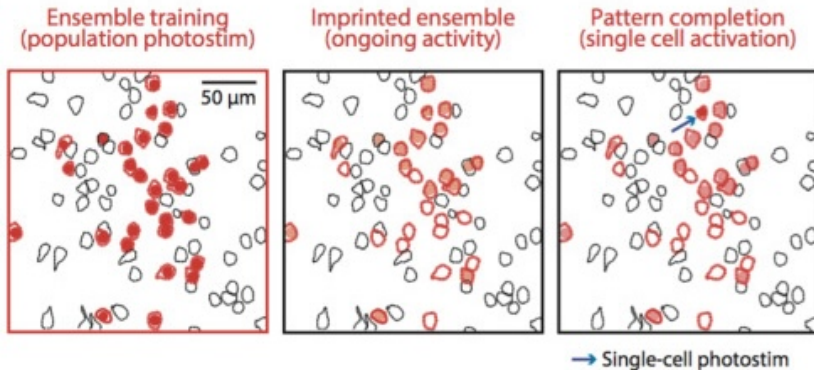 Ensemble training
(population photostim)
Imprinted ensemble
(ongoing activity)
Pattern completion
(single cell activation)
50 µm
→ Single-cell photostim